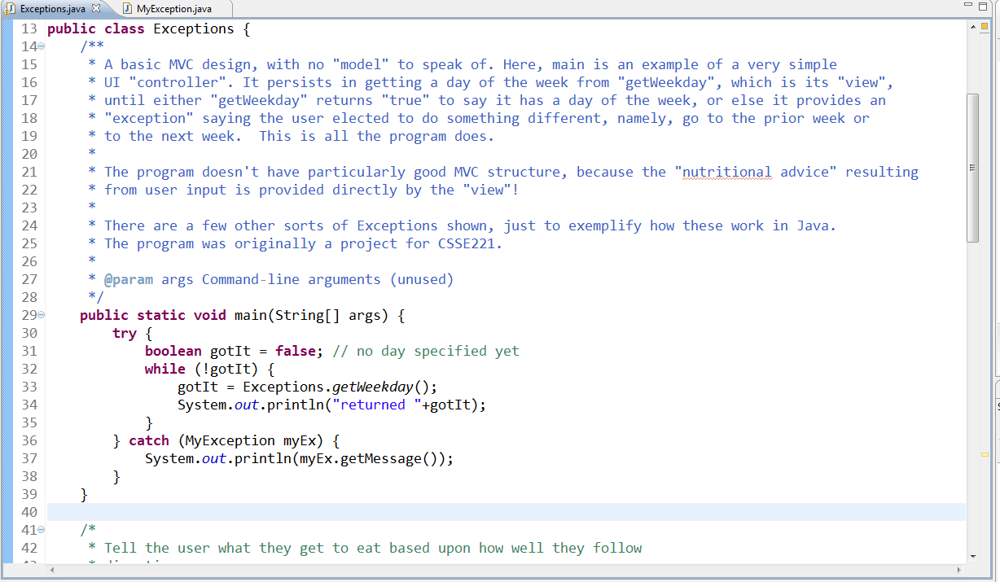 Exceptions.java MyException.java
13 public class Exceptions {
14 /**
15 * A basic MVC design, with no "model" to speak of. Here, main is an example of a very simple
16 * UI "controller". It persists in getting a day of the week from "getWeekday", which is its "view",
17 * until either "getWeekday" returns "true" to say it has a day of the week, or else it provides an
18 * "exception" saying the user elected to do something different, namely, go to the prior week or
19 * to the next week.  This is all the program does.
20 *
21 * The program doesn't have particularly good MVC structure, because the "nutritional advice" resulting
22 * from user input is provided directly by the "view"!
23 *
24 * There are a few other sorts of Exceptions shown, just to exemplify how these work in Java.
25 * The program was originally a project for CSSE221.
26 *
27 * @param args Command-line arguments (unused)
28 */
29 public static void main(String[] args) {
30 try {
31 boolean gotIt = false; // no day specified yet
32 while (!gotIt) {
33 gotIt = Exceptions.getWeekday();
34 System.out.println("returned "+gotIt);
35 }
36 } catch (MyException myEx) {
37 System.out.println(myEx.getMessage());
38 }
39 }
40
41 /*
42 * Tell the user what they get to eat based upon how well they follow